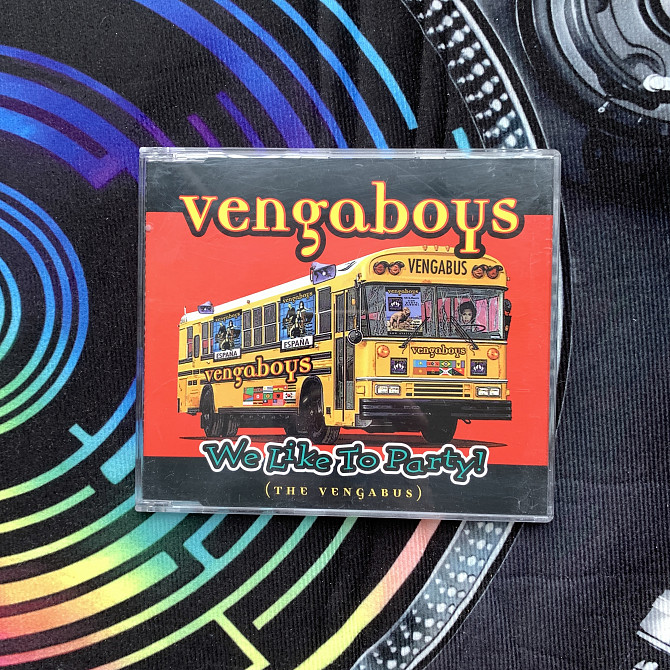 vengaboys
VENGABUS
vengaboys
ESPAÑA
ESPAÑA
vengaboys
vengaboys
We Like To Party!
(THE VENGABUS)